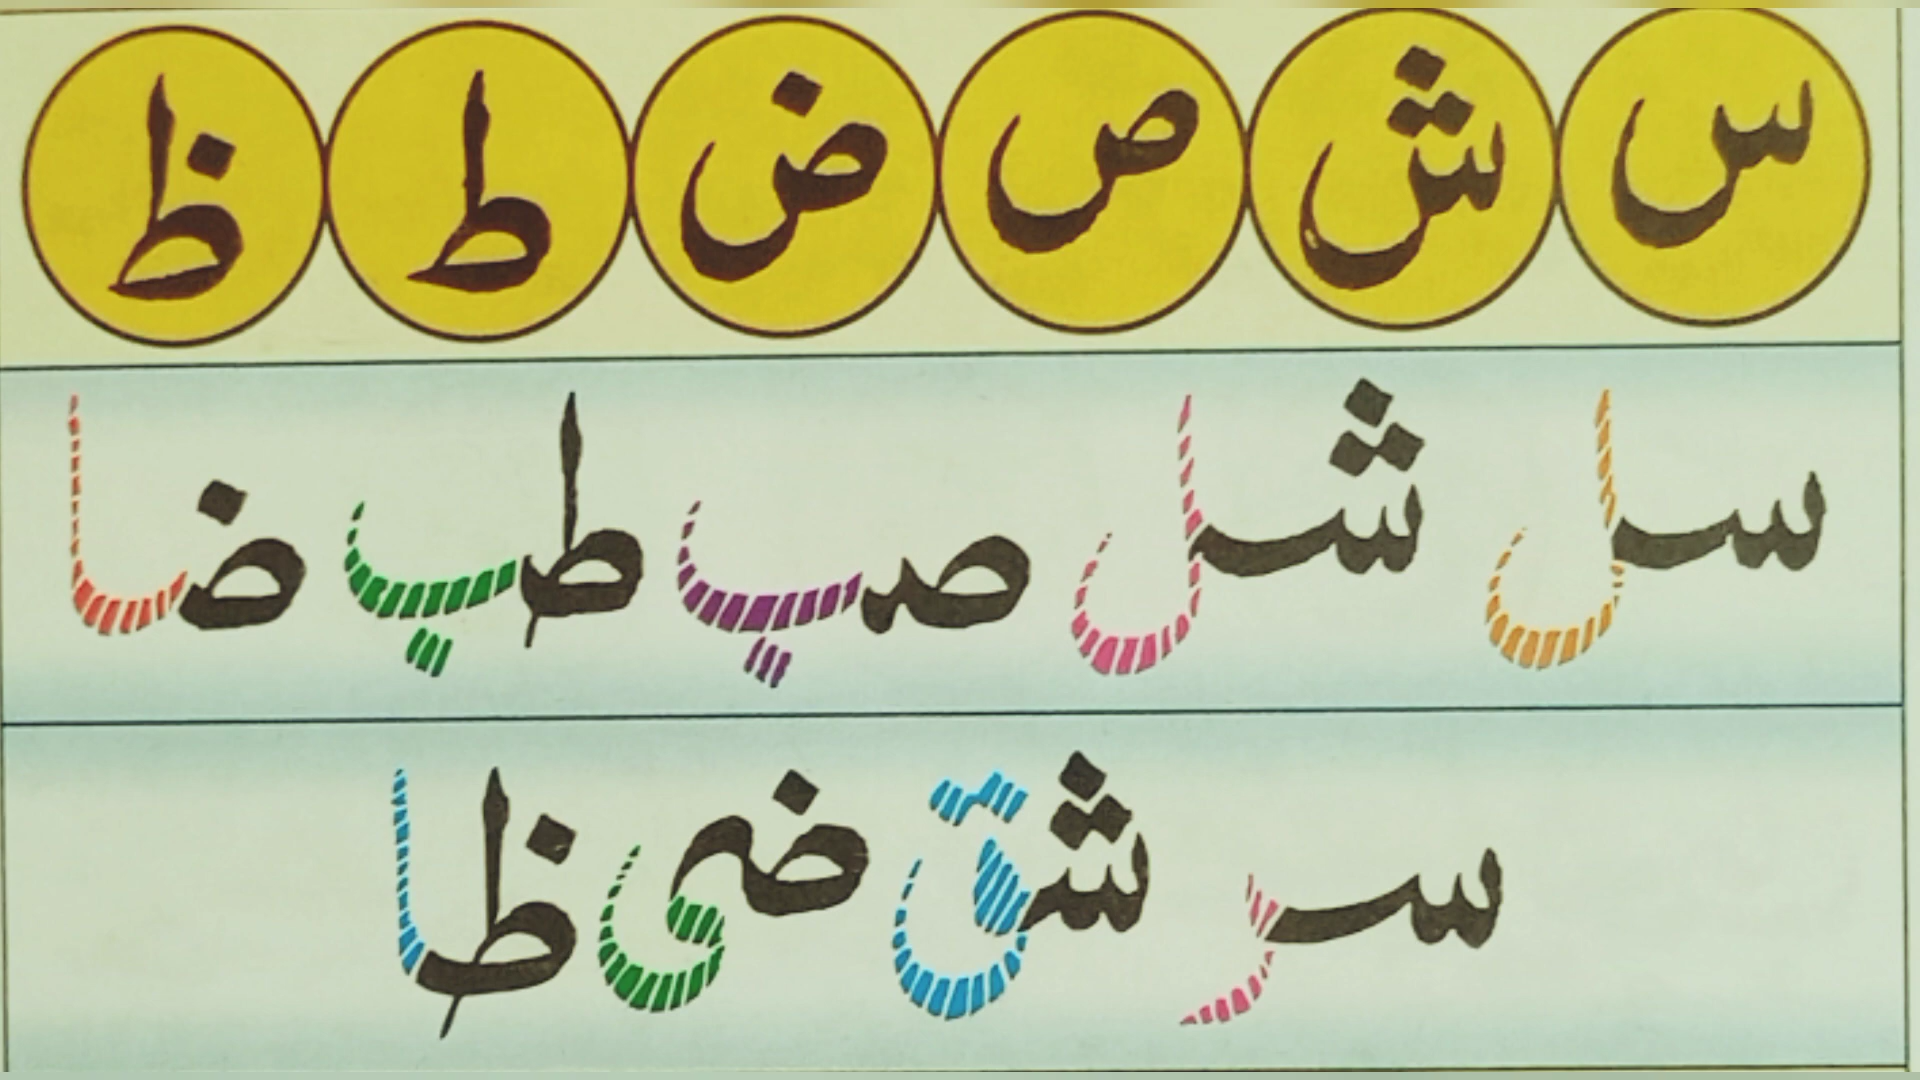 س ش ص ض ط ظ
سل شل صب طب ضا
سر شق ضی ظا